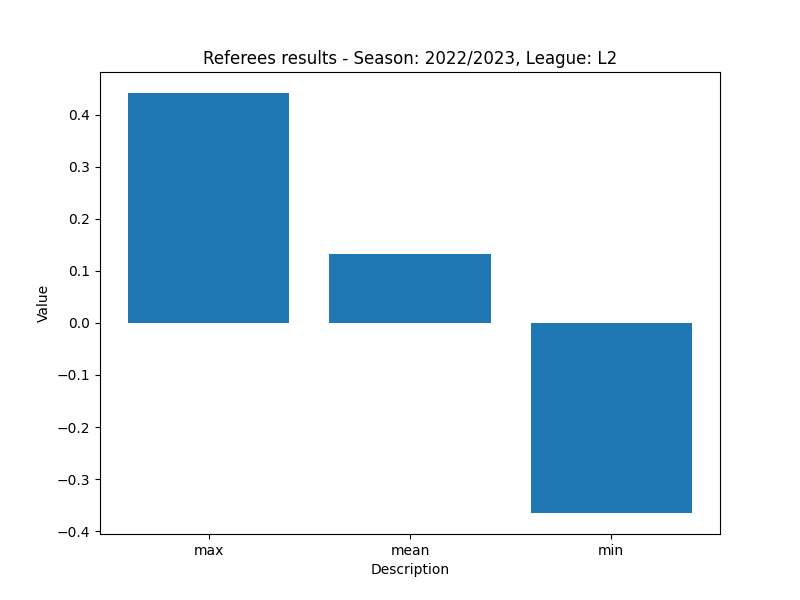 Referees results - Season: 2022/2023, League: L2
Value
0.4
0.3
0.2
0.1
0.0
−0.1
−0.2
−0.3
−0.4
max mean min
Description